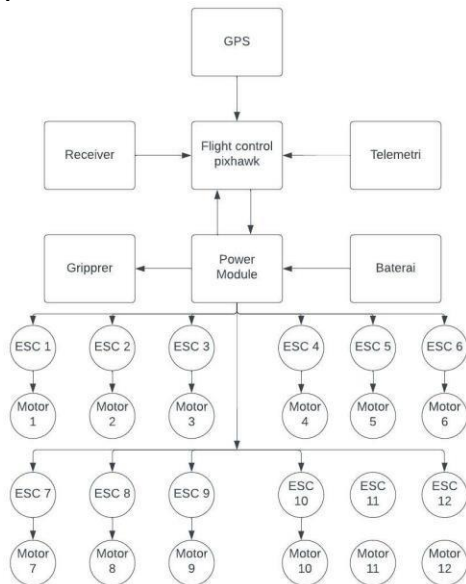 GPS
Receiver
Flight control
pixhawk
Telemetri
Gripprer
Power
Module
Baterai
ESC 1
ESC 2
ESC 3
ESC 4
ESC 5
ESC 6
Motor
1
Motor
2
Motor
3
Motor
4
Motor
5
Motor
6
ESC 7
ESC 8
ESC 9
ESC
10
ESC
11
ESC
12
Motor
7
Motor
8
Motor
9
Motor
10
Motor
11
Motor
12